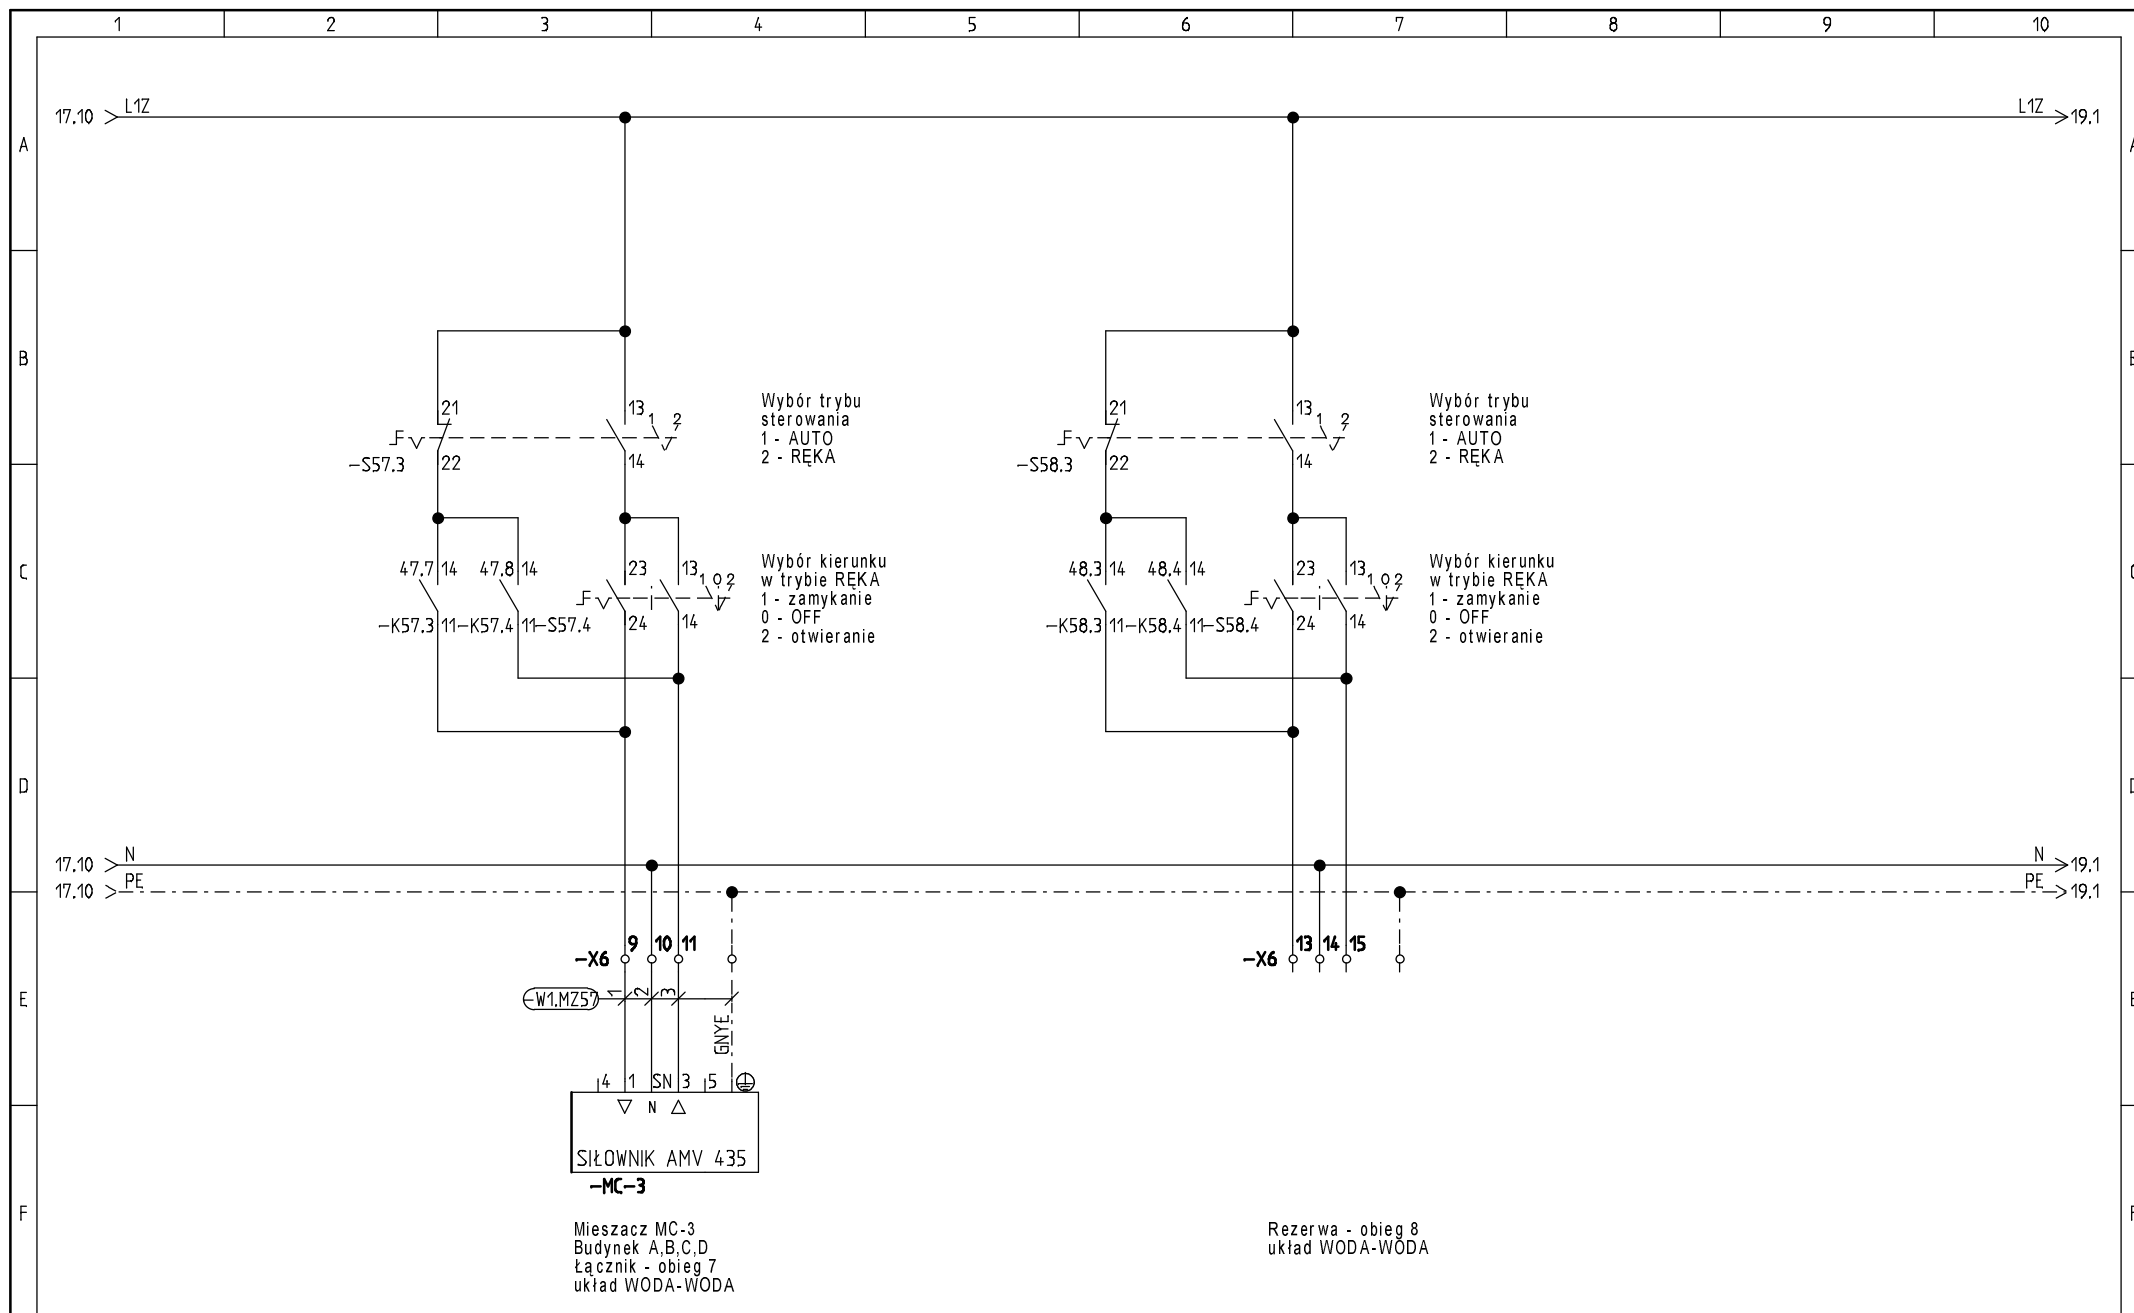 1 2 3 4 5 6 7 8 9 10
17.10 L1Z L1Z 19.1
A
B
21 13 1 2
-S57.3 22 14
Wybór trybu
sterowania
1 - AUTO
2 - RĘKA
21 13 1 2
-S58.3 22 14
Wybór trybu
sterowania
1 - AUTO
2 - RĘKA
C
47.7 14 47.8 14 23 13 1 0 2
-K57.3 11 -K57.4 11 -S57.4 24 14
Wybór kierunku
w trybie RĘKA
1 - zamykanie
0 - OFF
2 - otwieranie
48.3 14 48.4 14 23 13 1 0 2
-K58.3 11 -K58.4 11 -S58.4 24 14
Wybór kierunku
w trybie RĘKA
1 - zamykanie
0 - OFF
2 - otwieranie
D
17.10 N N 19.1
17.10 PE PE 19.1
-X6 9 10 11
-X6 13 14 15
E
-W1.MZ57 1 2 3
GNYE
4 1 SN 3 5
N
SIŁOWNIK AMV 435
-MC-3
F
Mieszacz MC-3
Budynek A,B,C,D
Łącznik - obieg 7
układ WODA-WODA
Rezerwa - obieg 8
układ WODA-WODA